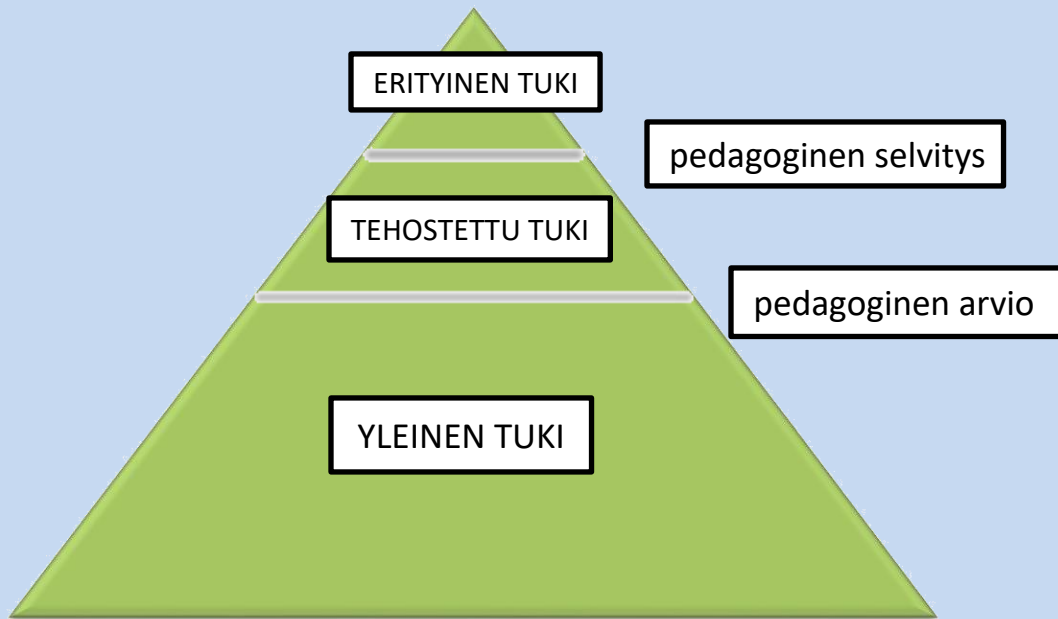 ERITYINEN TUKI
pedagoginen selvitys
TEHOSTETTU TUKI
pedagoginen arvio
YLEINEN TUKI